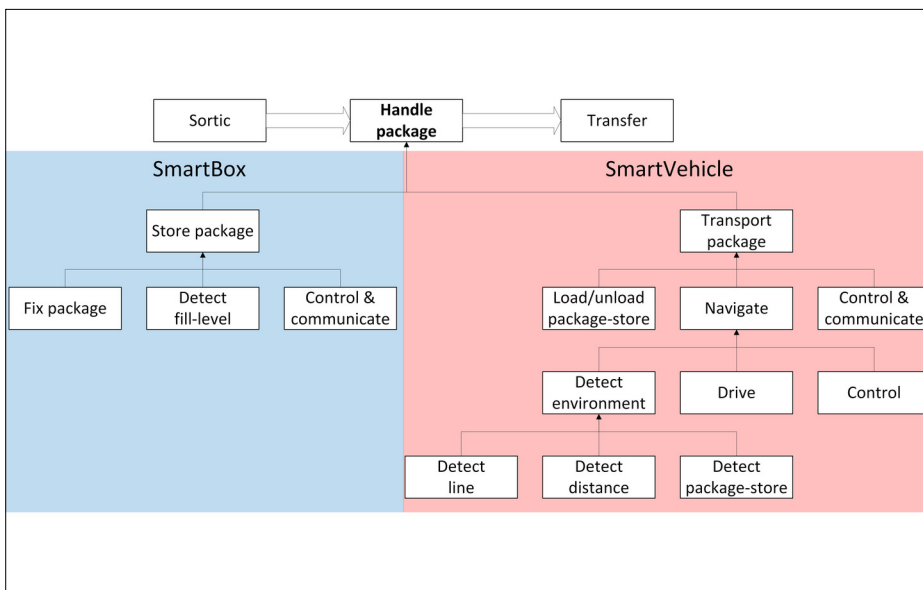 Sortic
Handle
package
Transfer
SmartBox
SmartVehicle
Store package
Transport
package
Fix package
Detect
fill-level
Control &
communicate
Load/unload
package-store
Navigate
Control &
communicate
Detect
environment
Drive
Control
Detect
line
Detect
distance
Detect
package-store